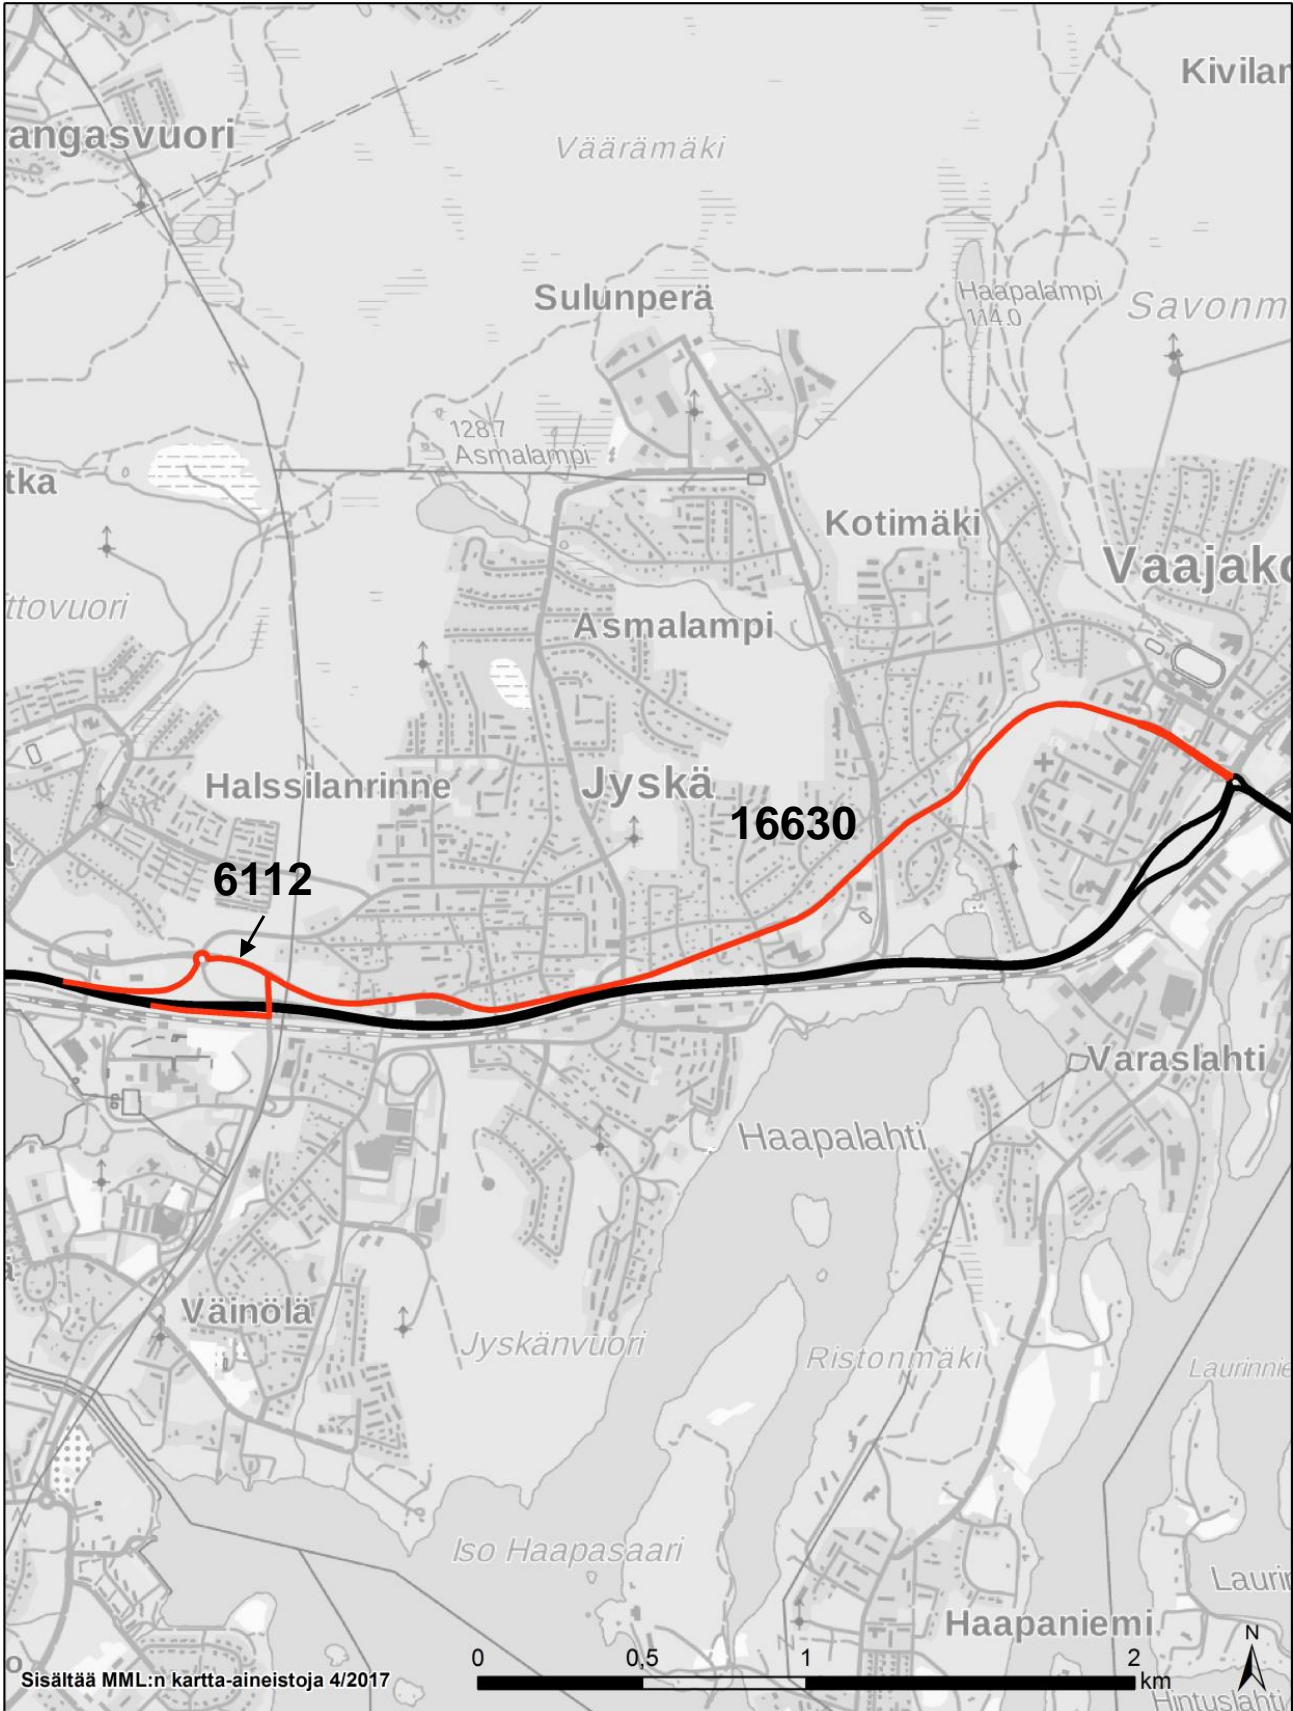 Kivilar
angasvuori
Väärämäki
Sulunperä
Haapalampi
114.0
Savonm
128.7
Asmalampi
tka
Kotimäki
Vaajako
ittovuori
Asmalampi
Halssilanrinne
Jyskä
16630
6112
Varaslahti
Haapalahti
Väinölä
Jyskänvuori
Ristonmäki
Laurinnie
Iso Haapasaari
Laurin
Haapaniemi
N
0 0,5 1 2
km
Sisältää MML:n kartta-aineistoja 4/2017
Hintuslahti